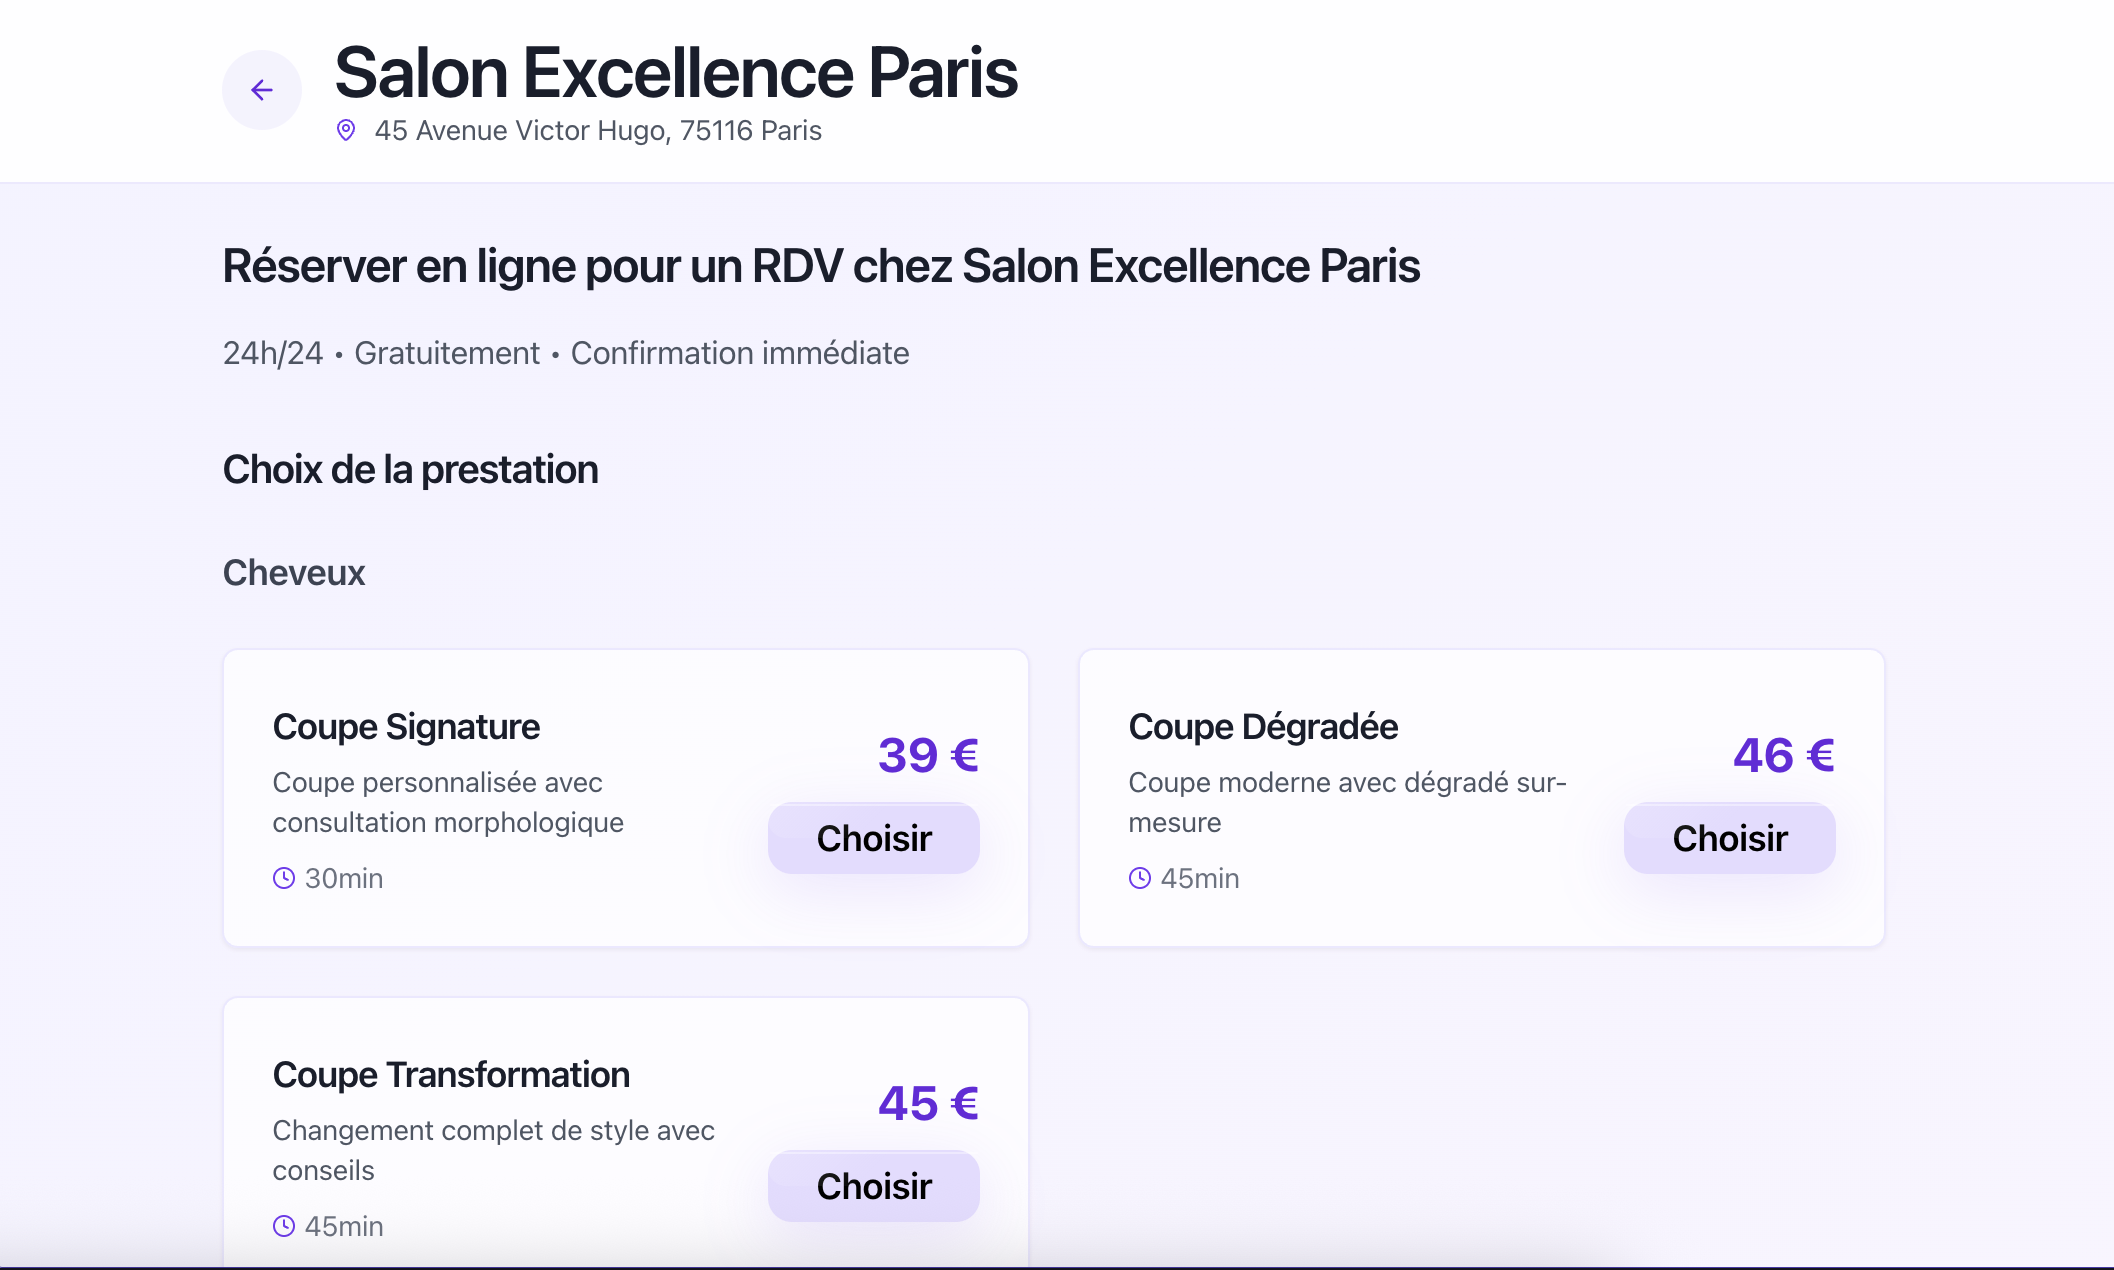 Salon Excellence Paris
45 Avenue Victor Hugo, 75116 Paris
Réserver en ligne pour un RDV chez Salon Excellence Paris
24h/24 • Gratuitement • Confirmation immédiate
Choix de la prestation
Cheveux
Coupe Signature
Coupe personnalisée avec
consultation morphologique
30min
39 €
Choisir
Coupe Dégradée
Coupe moderne avec dégradé sur-
mesure
45min
46 €
Choisir
Coupe Transformation
Changement complet de style avec
conseils
45min
45 €
Choisir